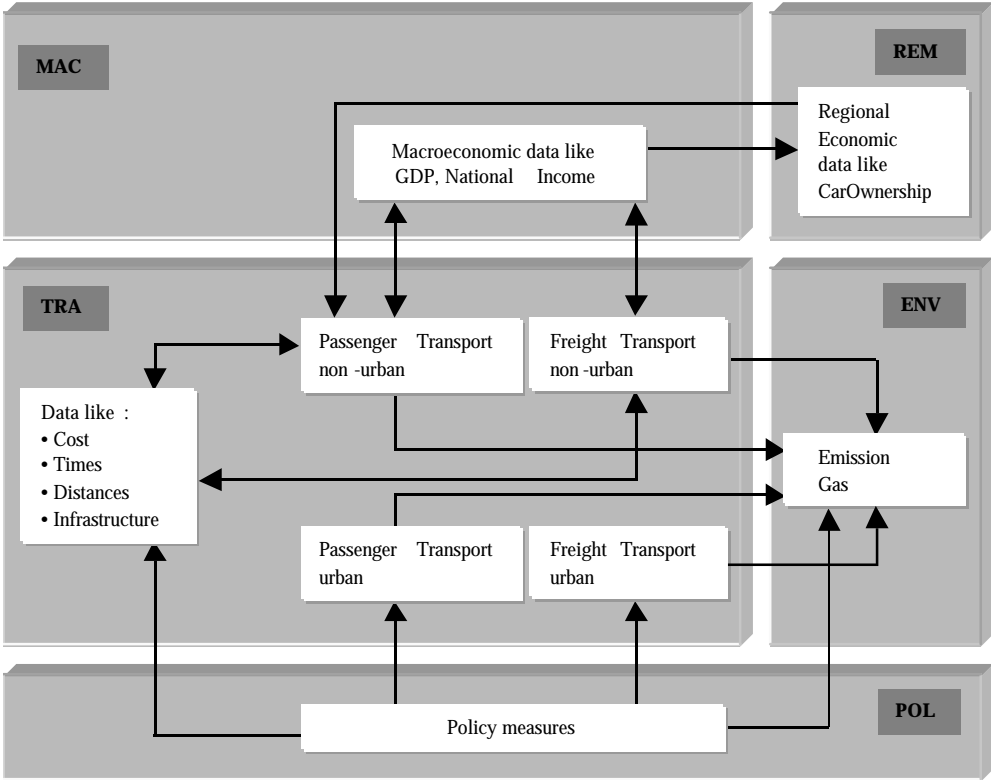 MAC
REM
Macroeconomic data like
GDP, National Income
Regional
Economic
data like
CarOwnership
TRA
ENV
Passenger Transport
non -urban
Freight Transport
non -urban
Data like :
• Cost
• Times
• Distances
• Infrastructure
Emission
Gas
Passenger Transport
urban
Freight Transport
urban
Policy measures
POL